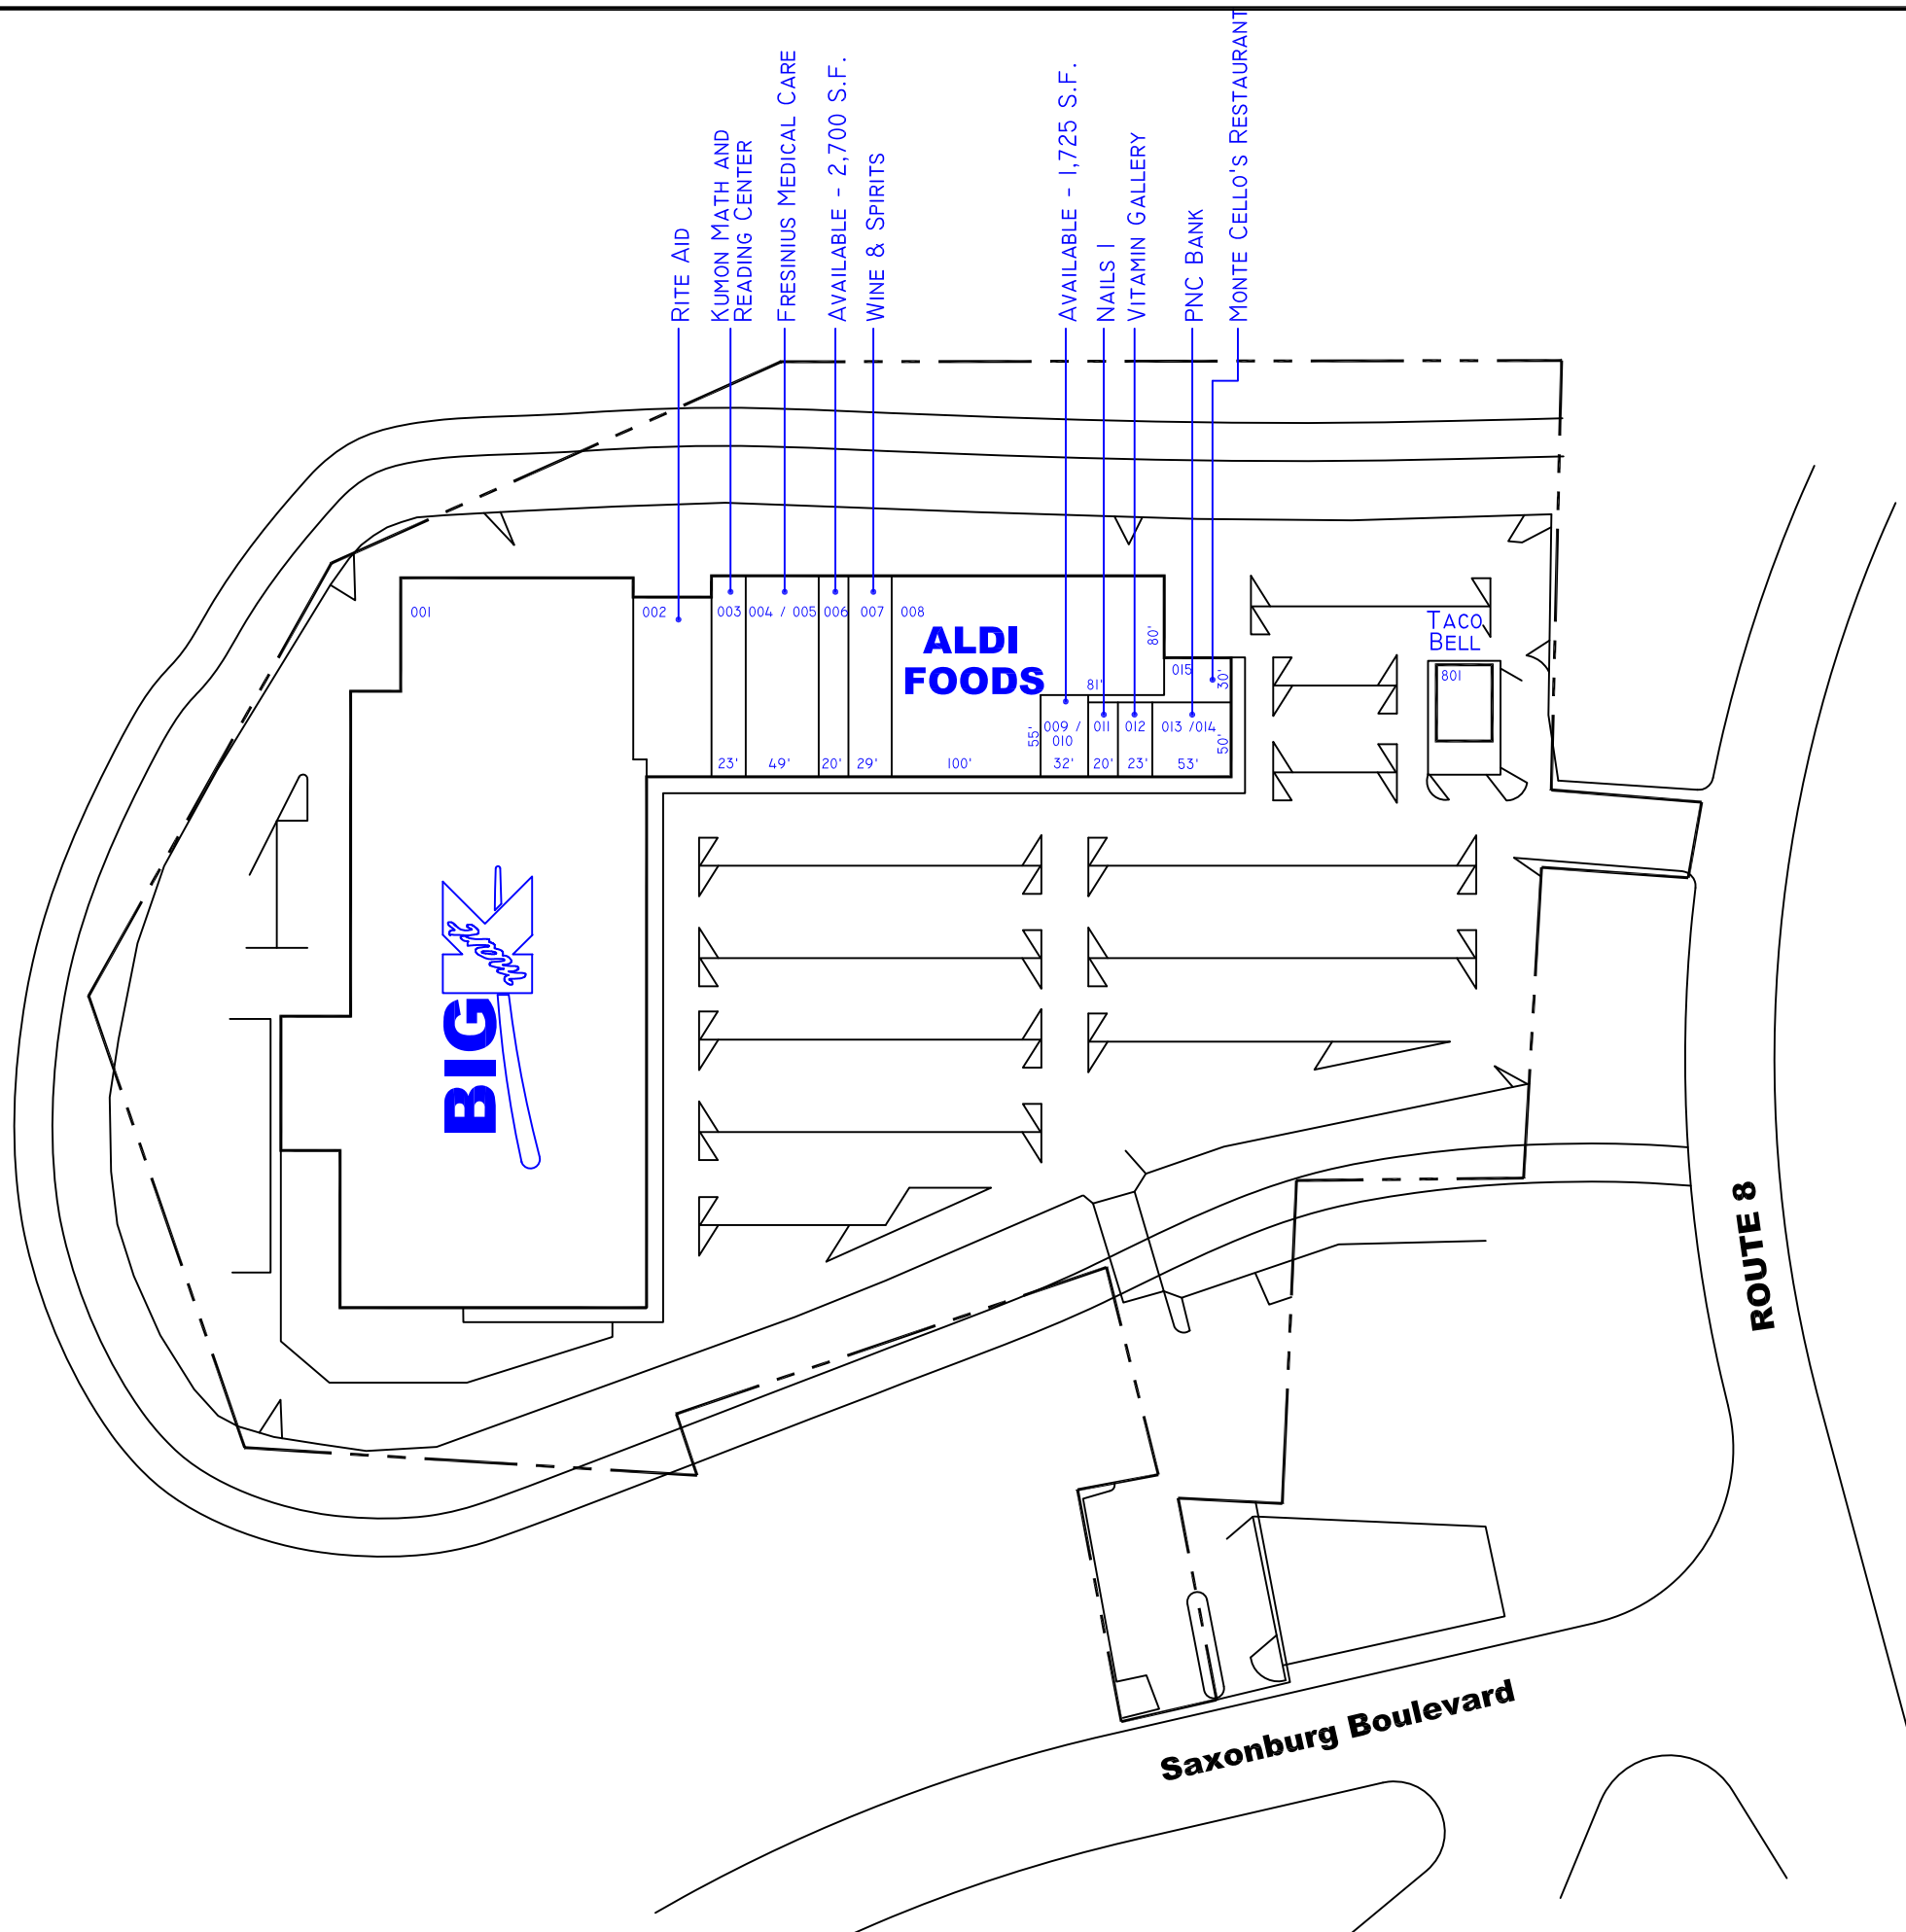 RITE AID
KUMON MATH AND
READING CENTER
FRESINIUS MEDICAL CARE
AVAILABLE - 2,700 S.F.
WINE & SPIRITS
AVAILABLE - 1,725 S.F.
NAILS I
VITAMIN GALLERY
PNC BANK
MONTE CELLO'S RESTAURANT
001
002
003
004 / 005
006
007
008
ALDI
FOODS
80'
81'
015
30'
TACO
BELL
801
55'
009 /
010
011
012
013 /014
50'
23'
49'
20'
29'
100'
32'
20'
23'
53'
BIG K
kmart
ROUTE 8
Saxonburg Boulevard